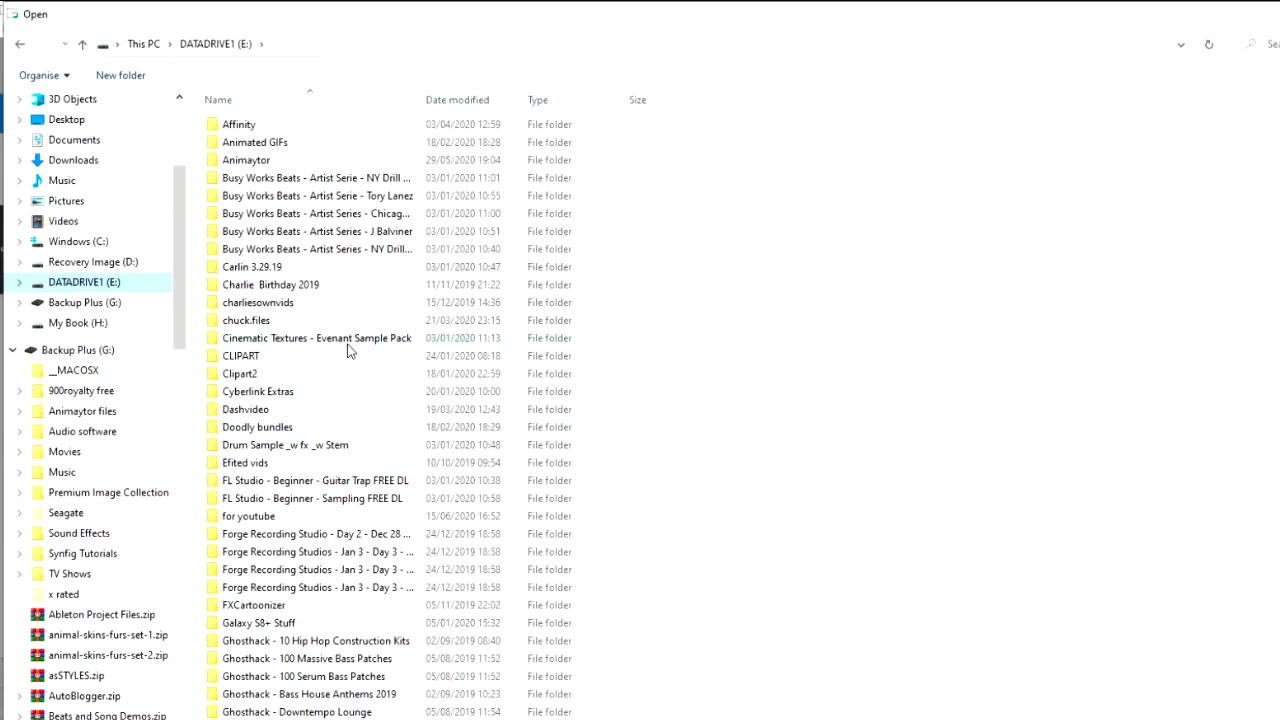 Open
This PC > DATADRIVE1 (E:) >
Organise
New folder
Name Date modified Type Size
3D Objects
Desktop
Documents
Downloads
Music
Pictures
Videos
Windows (C:)
Recovery Image (D:)
DATADRIVE1 (E:)
Backup Plus (G:)
My Book (H:)
Backup Plus (G:)
__MACOSX
900royalty free
Animaytor files
Audio software
Movies
Music
Premium Image Collection
Seagate
Sound Effects
Synfig Tutorials
TV Shows
x rated
Ableton Project Files.zip
animal-skins-furs-set-1.zip
animal-skins-furs-set-2.zip
asSTYLES.zip
AutoBlogger.zip
Beats and Song Demos.zip
Affinity 03/04/2020 12:59 File folder
Animated GIFs 18/02/2020 18:28 File folder
Animaytor 29/05/2020 19:04 File folder
Busy Works Beats - Artist Serie - NY Drill ... 03/01/2020 11:01 File folder
Busy Works Beats - Artist Serie - Tory Lanez 03/01/2020 10:55 File folder
Busy Works Beats - Artist Series - Chicag... 03/01/2020 11:00 File folder
Busy Works Beats - Artist Series - J Balviner 03/01/2020 10:51 File folder
Busy Works Beats - Artist Series - NY Drill... 03/01/2020 10:40 File folder
Carlin 3.29.19 03/01/2020 10:47 File folder
Charlie Birthday 2019 11/11/2019 21:22 File folder
charliesownvids 15/12/2019 14:36 File folder
chuck.files 21/03/2020 23:15 File folder
Cinematic Textures - Evenant Sample Pack 03/01/2020 11:13 File folder
CLIPART 24/01/2020 08:18 File folder
Clipart2 18/01/2020 22:59 File folder
Cyberlink Extras 20/01/2020 10:00 File folder
Dashvideo 19/03/2020 12:43 File folder
Doodly bundles 18/02/2020 18:29 File folder
Drum Sample _w fx _w Stem 03/01/2020 10:48 File folder
Efited vids 10/10/2019 09:54 File folder
FL Studio - Beginner - Guitar Trap FREE DL 03/01/2020 10:38 File folder
FL Studio - Beginner - Sampling FREE DL 03/01/2020 10:58 File folder
for youtube 15/06/2020 16:52 File folder
Forge Recording Studio - Day 2 - Dec 28 ... 24/12/2019 18:58 File folder
Forge Recording Studios - Jan 3 - Day 3 - ... 24/12/2019 18:58 File folder
Forge Recording Studios - Jan 3 - Day 3 - ... 24/12/2019 18:58 File folder
Forge Recording Studios - Jan 3 - Day 3 - ... 24/12/2019 18:58 File folder
FXCartoonizer 05/11/2019 22:02 File folder
Galaxy S8+ Stuff 05/01/2020 15:32 File folder
Ghosthack - 10 Hip Hop Construction Kits 02/09/2019 08:40 File folder
Ghosthack - 100 Massive Bass Patches 05/08/2019 11:52 File folder
Ghosthack - 100 Serum Bass Patches 05/08/2019 11:52 File folder
Ghosthack - Bass House Anthems 2019 02/09/2019 10:23 File folder
Ghosthack - Downtempo Lounge 05/08/2019 11:54 File folder